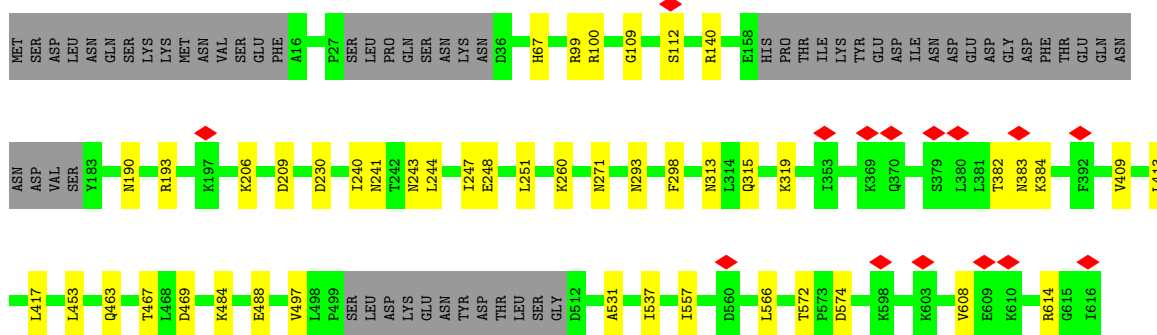 MET SER ASP LEU ASN GLN SER LYS LYS MET ASN VAL SER GLU PHE A16 P27 SER LEU PRO GLN SER ASN LYS ASN D36 H67 R99 R100 G109 S112 R140 E158 HIS PRO THR ILE LYS TYR GLU ASP ILE ASN ASP GLU ASP GLY ASP PHE THR GLU GLN ASN
ASN ASP VAL SER Y183 N190 R193 K197 K206 D209 D230 I240 N241 T242 N243 L244 I247 E248 L251 K260 N271 N293 F298 N313 L314 Q315 K319 I353 K369 Q370 S379 L380 L381 T382 N383 K384 F392 V409
L417 L453 Q463 T467 L468 D469 K484 E488 V497 L498 P499 SER LEU ASP LYS GLU ASN TYR ASP THR LEU SER GLY D512 A531 I537 I557 D560 L566 T572 P573 D574 K598 K603 V608 E609 K610 R614 G615 I616